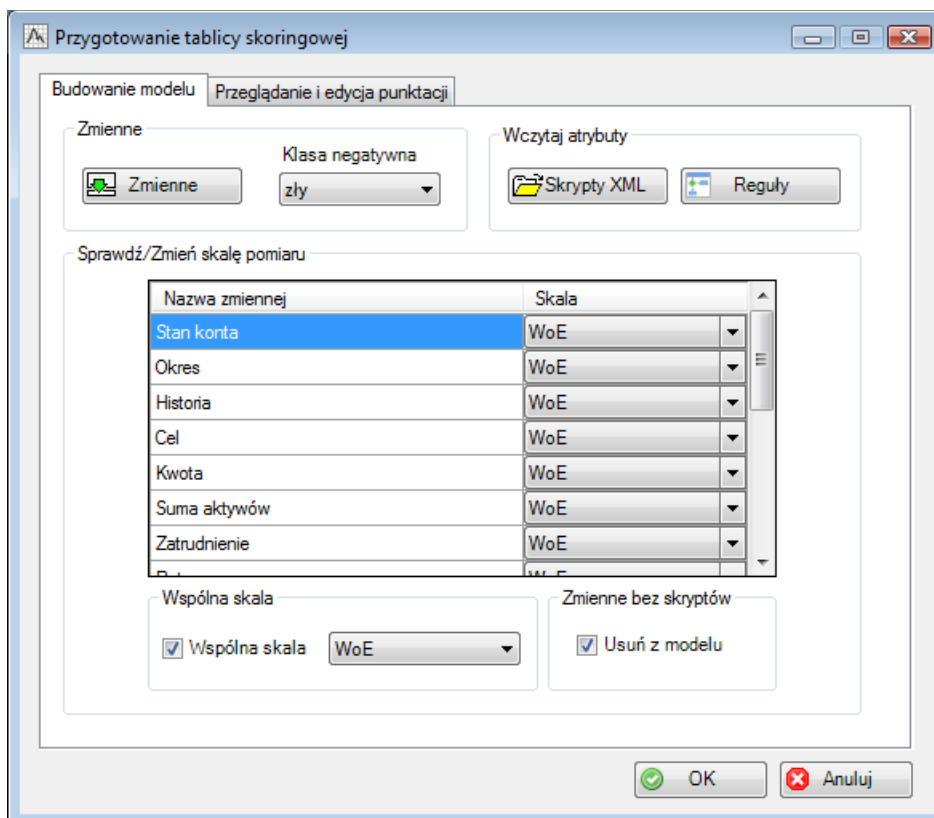 Przygotowanie tablicy skoringowej
Budowanie modelu
Przeglądanie i edycja punktacji
Zmienne
Klasa negatywna
Zmienne
zły
Wczytaj atrybuty
Skrypty XML
Reguły
Sprawdź/Zmień skalę pomiaru
Nazwa zmiennej Skala
Stan konta WoE
Okres WoE
Historia WoE
Cel WoE
Kwota WoE
Suma aktywów WoE
Zatrudnienie WoE
Wspólna skala
Wspólna skala WoE
Zmienne bez skryptów
Usuń z modelu
OK
Anuluj